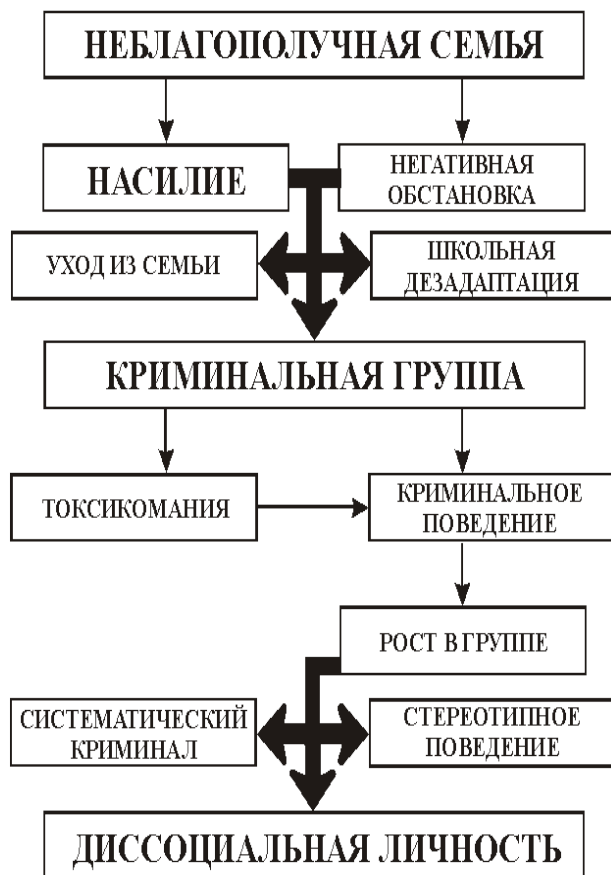 НЕБЛАГОПОЛУЧНАЯ СЕМЬЯ
НАСИЛИЕ
НЕГАТИВНАЯ
ОБСТАНОВКА
УХОД ИЗ СЕМЬИ
ШКОЛЬНАЯ
ДЕЗАДАПТАЦИЯ
КРИМИНАЛЬНАЯ ГРУППА
ТОКСИКОМАНИЯ
КРИМИНАЛЬНОЕ
ПОВЕДЕНИЕ
РОСТ В ГРУППЕ
СИСТЕМАТИЧЕСКИЙ
КРИМИНАЛ
СТЕРЕОТИПНОЕ
ПОВЕДЕНИЕ
ДИССОЦИАЛЬНАЯ ЛИЧНОСТЬ